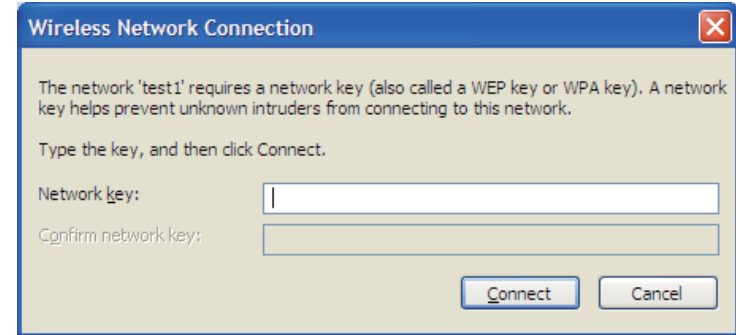 Wireless Network Connection
The network 'test1' requires a network key (also called a WEP key or WPA key). A network
key helps prevent unknown intruders from connecting to this network.
Type the key, and then click Connect.
Network key:
Confirm network key:
Connect Cancel